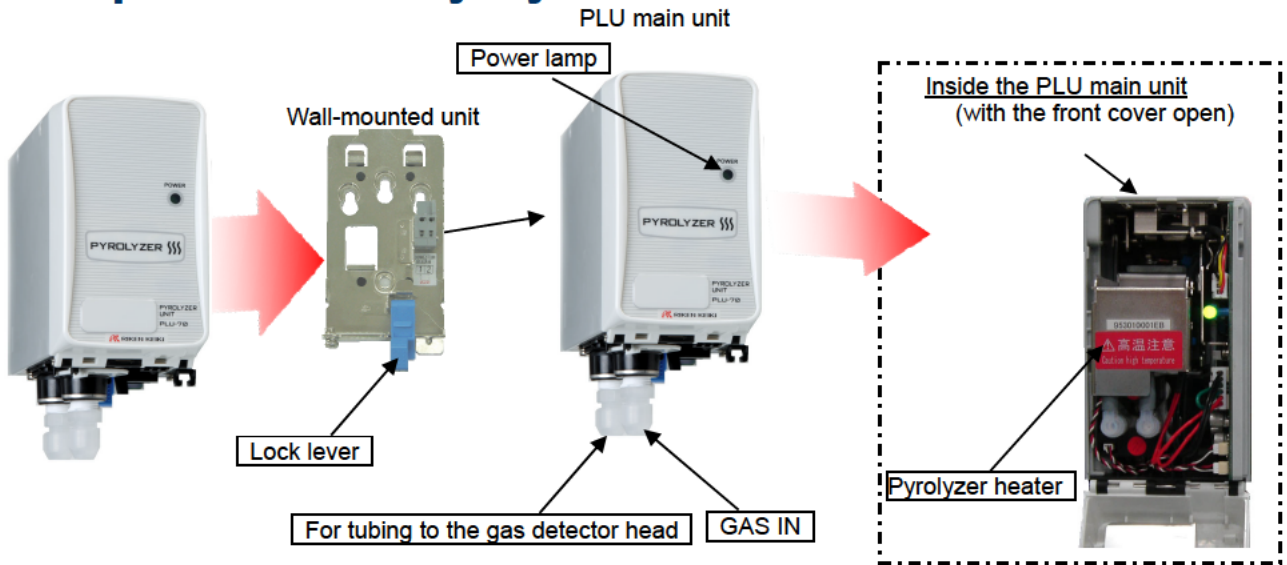 PLU main unit
Power lamp
Inside the PLU main unit
(with the front cover open)
Wall-mounted unit
POWER
PYROLYZER
PYROLYZER
UNIT
PLU-70
RIKEN KEIKI
POWER
PYROLYZER
PYROLYZER
UNIT
PLU-70
RIKEN KEIKI
1 2
953010001EB
高温注意
Caution high temperature
Lock lever
Pyrolyzer heater
For tubing to the gas detector head
GAS IN